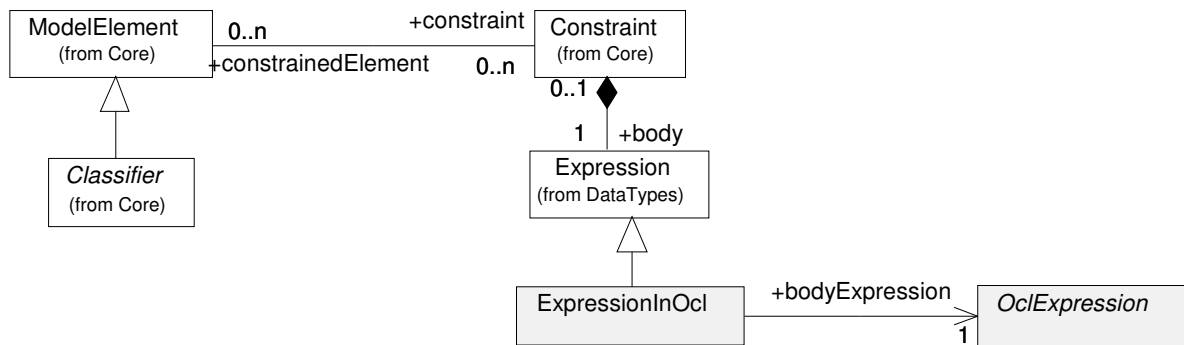 ModelElement
(from Core)
0..n
+constrainedElement
+constraint
0..n
Constraint
(from Core)
0..1
1
+body
Classifier
(from Core)
Expression
(from DataTypes)
ExpressionInOcl
+bodyExpression
1
OclExpression